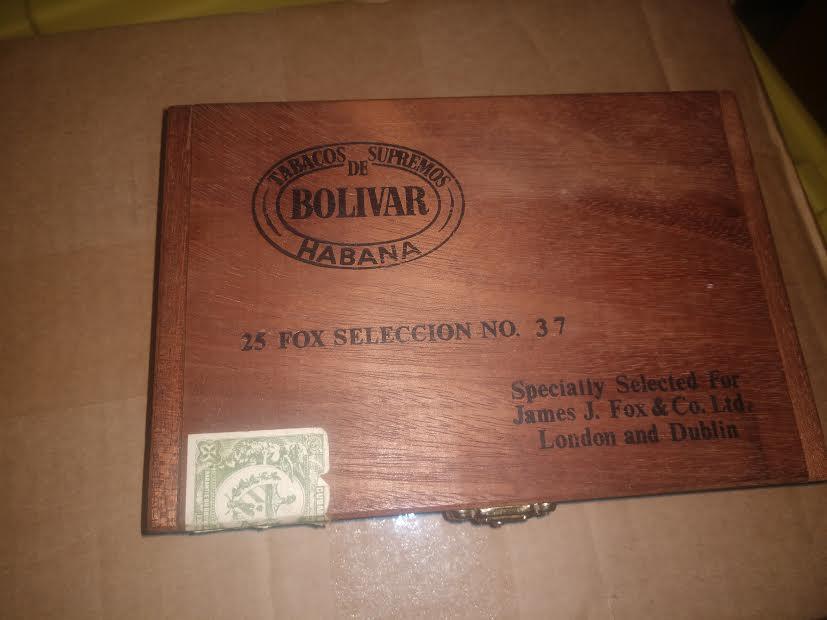 TABACOS DE SUPREMOS
BOLIVAR
HABANA
25 FOX SELECCION NO. 37
Specially Selected For
James J. Fox & Co. Ltd.
London and Dublin